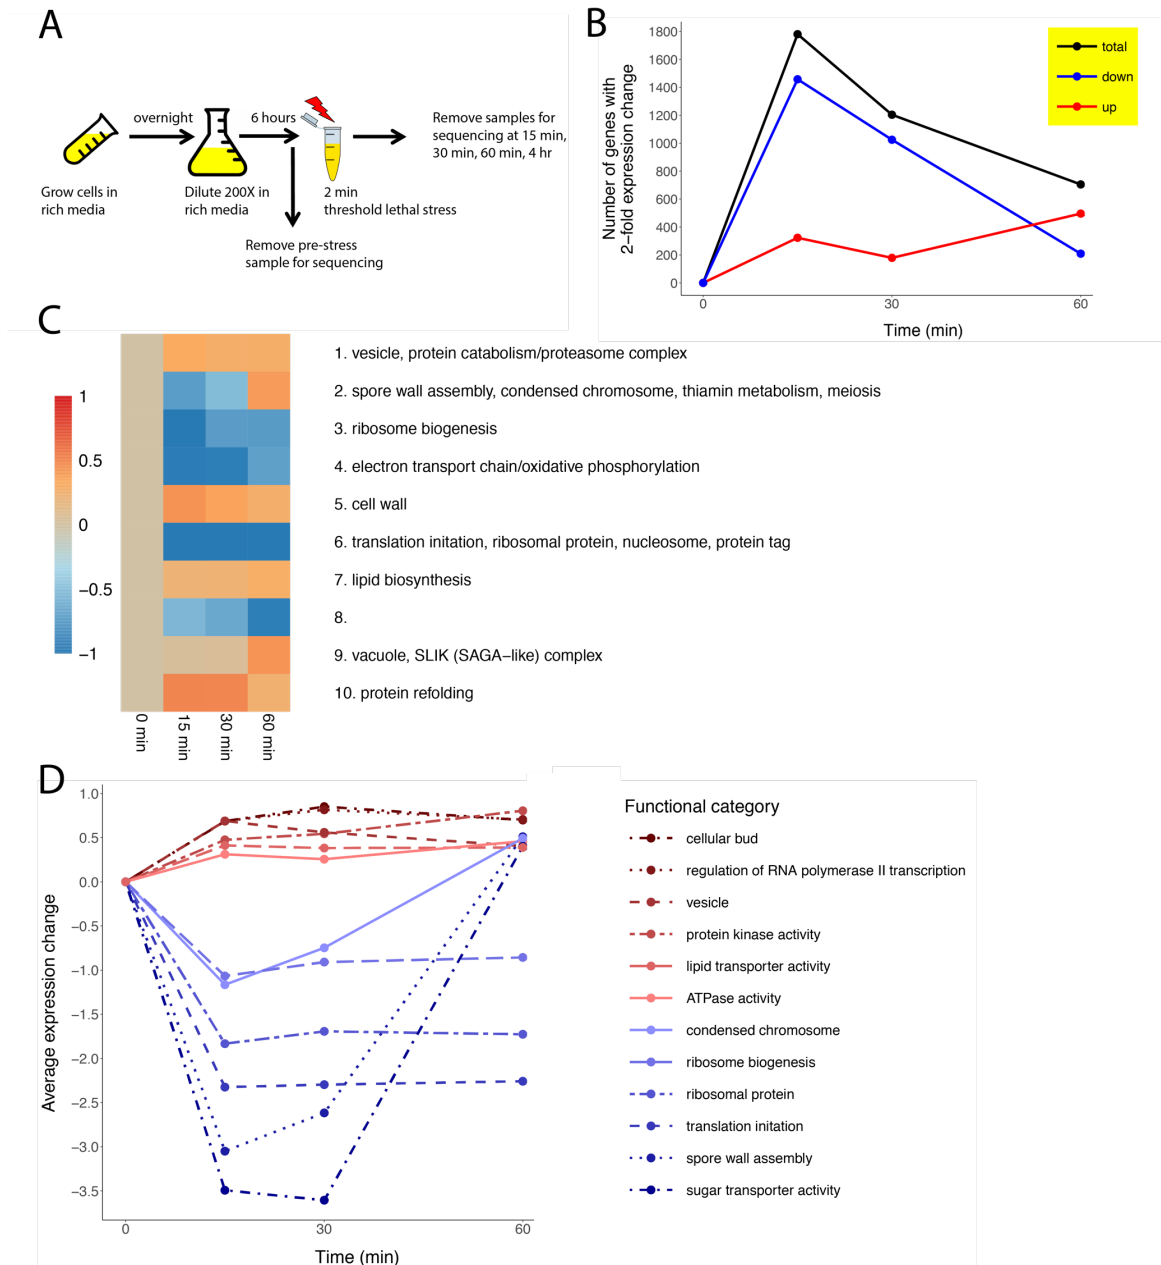 A
overnight
6 hours
Remove samples for
sequencing at 15 min,
30 min, 60 min, 4 hr
Grow cells in
rich media
Dilute 200X in
rich media
2 min
threshold lethal stress
Remove pre-stress
sample for sequencing
B
Number of genes with
2−fold expression change
1800
1600
1400
1200
1000
800
600
400
200
0
0
30
60
Time (min)
total
down
up
C
1
0.5
0
−0.5
−1
1. vesicle, protein catabolism/proteasome complex
2. spore wall assembly, condensed chromosome, thiamin metabolism, meiosis
3. ribosome biogenesis
4. electron transport chain/oxidative phosphorylation
5. cell wall
6. translation initation, ribosomal protein, nucleosome, protein tag
7. lipid biosynthesis
8.
9. vacuole, SLIK (SAGA−like) complex
10. protein refolding
0 min
15 min
30 min
60 min
D
Average expression change
1.0
0.5
0.0
−0.5
−1.0
−1.5
−2.0
−2.5
−3.0
−3.5
0
30
60
Time (min)
Functional category
cellular bud
regulation of RNA polymerase II transcription
vesicle
protein kinase activity
lipid transporter activity
ATPase activity
condensed chromosome
ribosome biogenesis
ribosomal protein
translation initation
spore wall assembly
sugar transporter activity